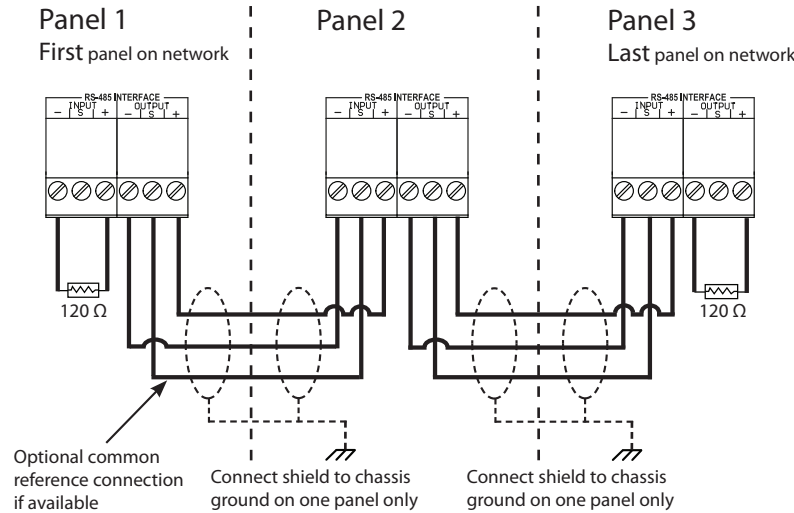 Panel 1
First panel on network
Panel 2
Panel 3
Last panel on network
RS-485 INTERFACE
INPUT OUTPUT
- S + - S +
RS-485 INTERFACE
INPUT OUTPUT
- S + - S +
RS-485 INTERFACE
INPUT OUTPUT
- S + - S +
120 Ω
120 Ω
Optional common
reference connection
if available
Connect shield to chassis
ground on one panel only
Connect shield to chassis
ground on one panel only